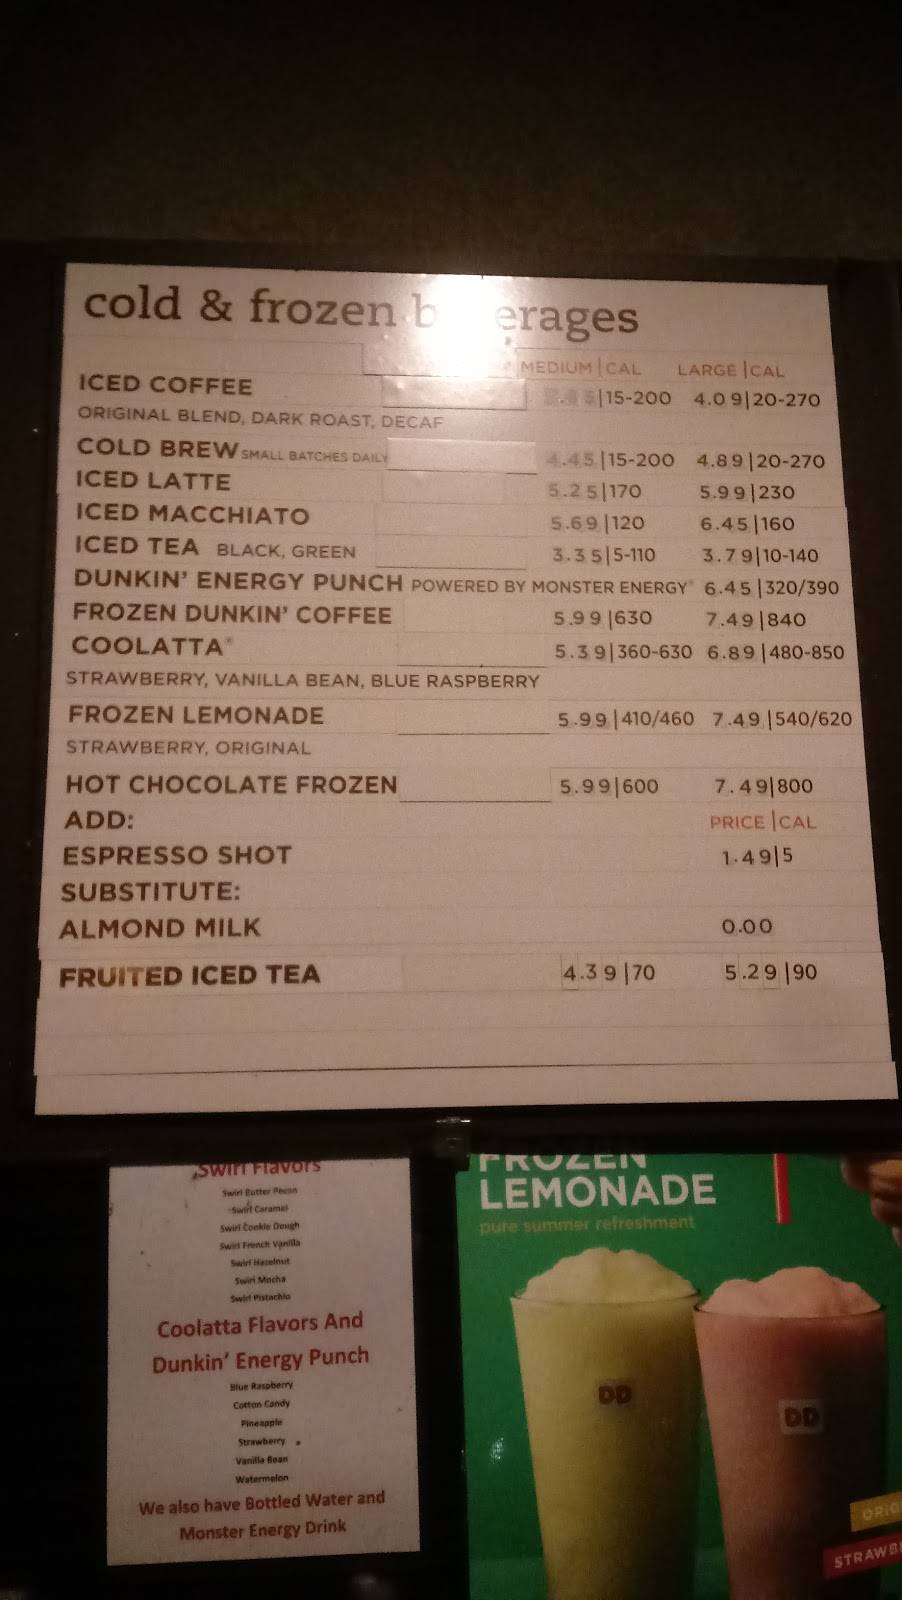 cold & frozen b erages
MEDIUM | CAL LARGE | CAL
ICED COFFEE |15-200 4.09|20-270
ORIGINAL BLEND, DARK ROAST, DECAF
COLD BREW SMALL BATCHES DAILY 4.45|15-200 4.89|20-270
ICED LATTE 5.25|170 5.99|230
ICED MACCHIATO 5.69|120 6.45|160
ICED TEA BLACK, GREEN 3.35|5-110 3.79|10-140
DUNKIN' ENERGY PUNCH POWERED BY MONSTER ENERGY® 6.45|320/390
FROZEN DUNKIN' COFFEE 5.99|630 7.49|840
COOLATTA® 5.39|360-630 6.89|480-850
STRAWBERRY, VANILLA BEAN, BLUE RASPBERRY
FROZEN LEMONADE 5.99|410/460 7.49|540/620
STRAWBERRY, ORIGINAL
HOT CHOCOLATE FROZEN 5.99|600 7.49|800
ADD: PRICE | CAL
ESPRESSO SHOT 1.49|5
SUBSTITUTE:
ALMOND MILK 0.00
FRUITED ICED TEA 4.39|70 5.29|90
Swirl Flavors
Swirl Butter Pecan
Swirl Caramel
Swirl Cookie Dough
Swirl French Vanilla
Swirl Hazelnut
Swirl Mocha
Swirl Pistachio
Coolatta Flavors And
Dunkin' Energy Punch
Blue Raspberry
Cotton Candy
Pineapple
Strawberry
Vanilla Bean
Watermelon
We also have Bottled Water and
Monster Energy Drink
FROZEN
LEMONADE
pure summer refreshment
DD
DD
ORIG
STRAWB